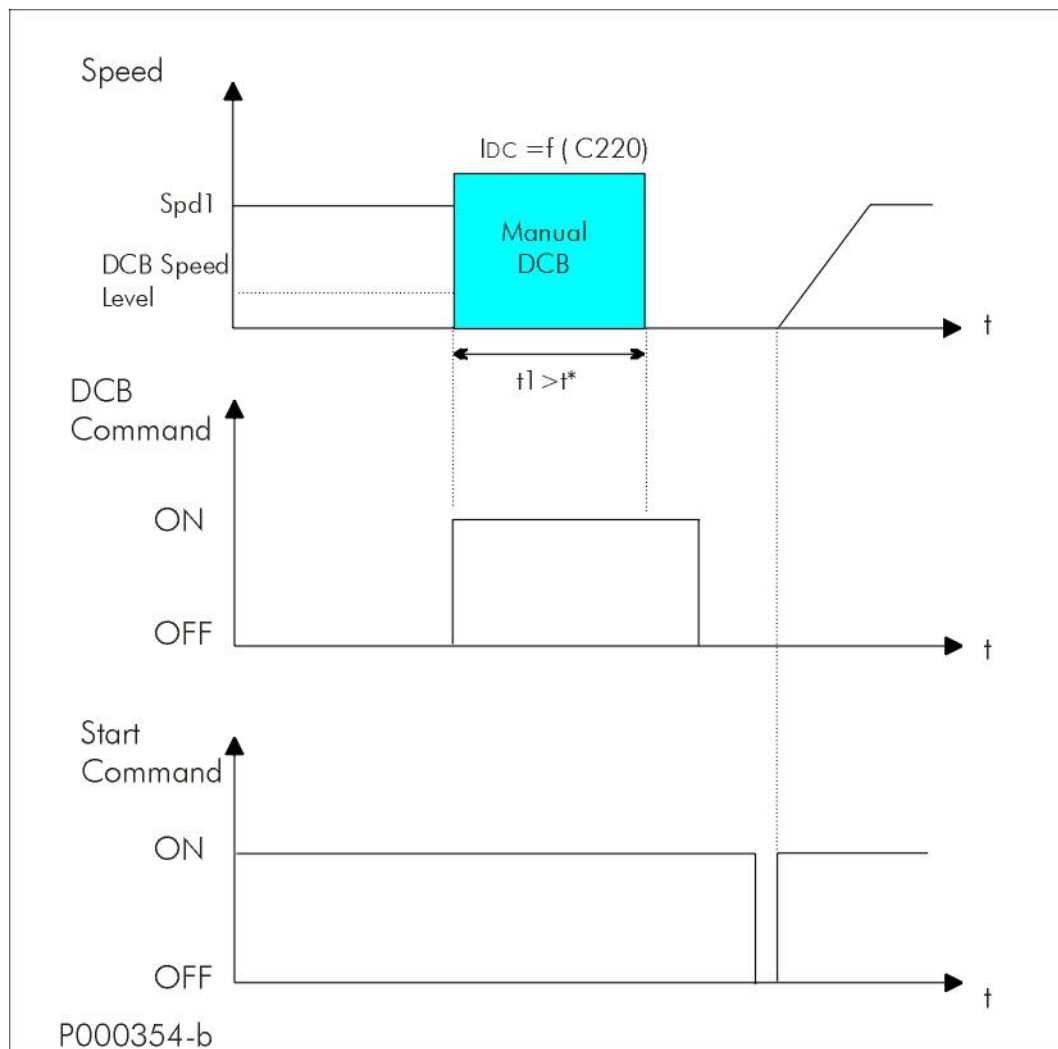 Speed
IDC =f ( C220)
Spd1
Manual
DCB
DCB Speed
Level
t
t1 >t*
DCB
Command
ON
OFF
t
Start
Command
ON
OFF
t
P000354-b